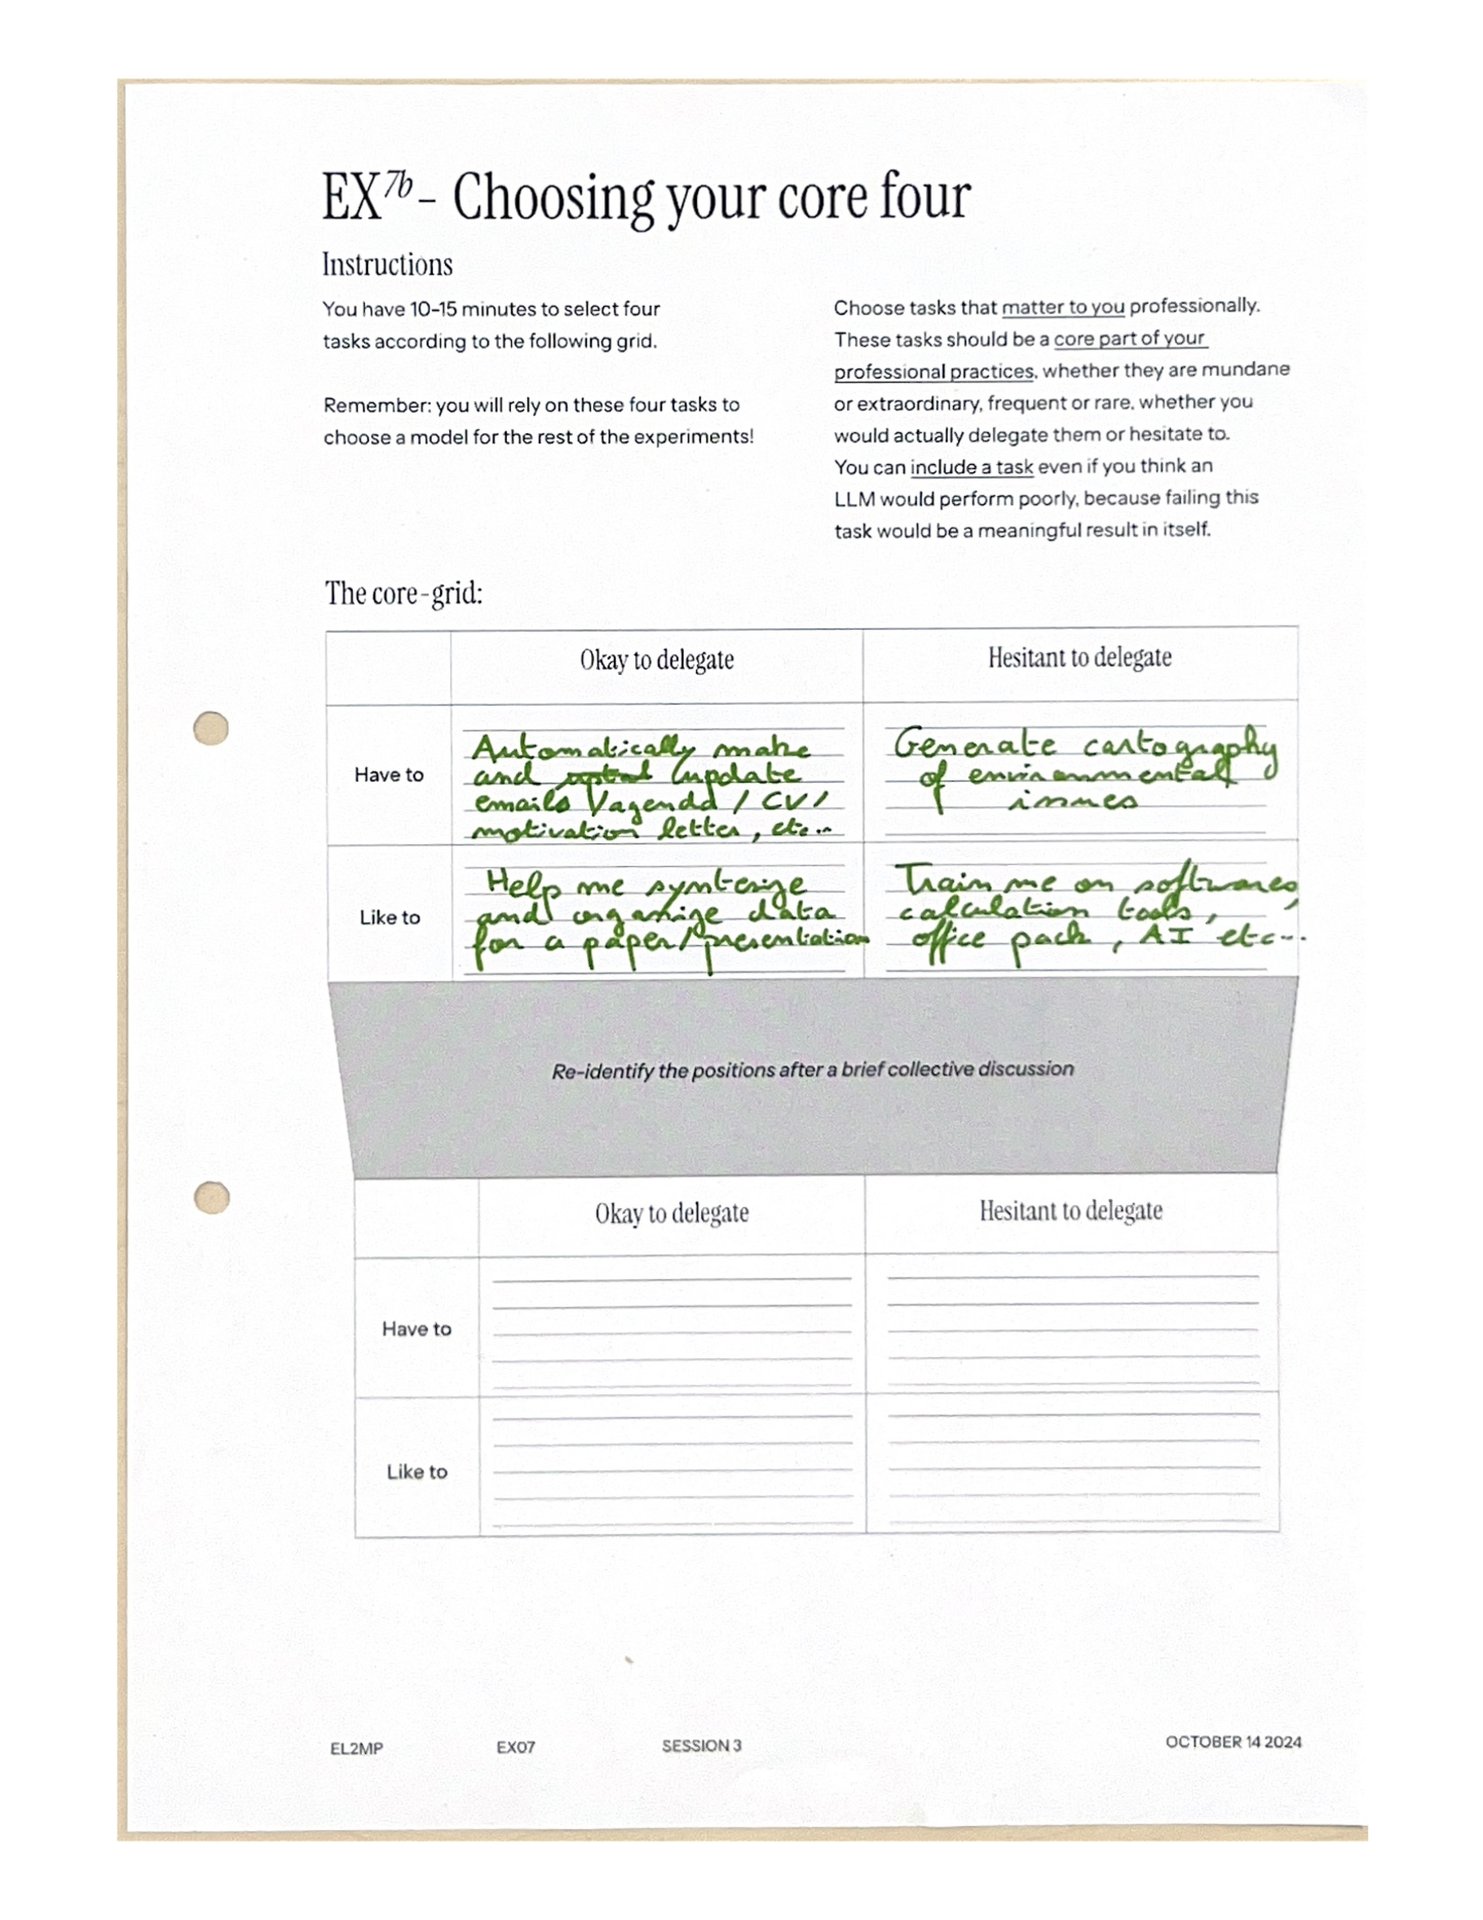 EX7b - Choosing your core four
Instructions
You have 10-15 minutes to select four
tasks according to the following grid.
Remember: you will rely on these four tasks to
choose a model for the rest of the experiments!
Choose tasks that matter to you professionally.
These tasks should be a core part of your
professional practices, whether they are mundane
or extraordinary, frequent or rare, whether you
would actually delegate them or hesitate to.
You can include a task even if you think an
LLM would perform poorly, because failing this
task would be a meaningful result in itself.
The core-grid:
Okay to delegate
Hesitant to delegate
Have to
Automatically make
and update
emails / agenda / CV /
motivation letter, etc...
Generate cartography
of environmental
issues
Like to
Help me synterize
and organize data
for a paper/presentation
Train me on softwares,
calculation tools,
office pack, AI etc...
Re-identify the positions after a brief collective discussion
Okay to delegate
Hesitant to delegate
Have to
Like to
EL2MP
EX07
SESSION 3
OCTOBER 14 2024